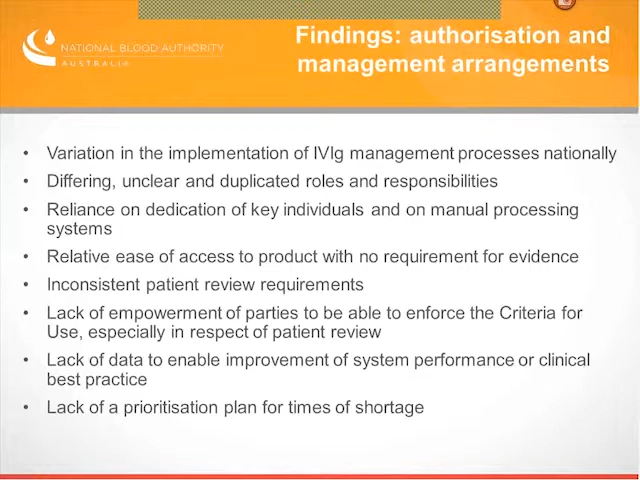 Findings: authorisation and
management arrangements
NATIONAL BLOOD AUTHORITY
AUSTRALIA
• Variation in the implementation of IVIg management processes nationally
• Differing, unclear and duplicated roles and responsibilities
• Reliance on dedication of key individuals and on manual processing
systems
• Relative ease of access to product with no requirement for evidence
• Inconsistent patient review requirements
• Lack of empowerment of parties to be able to enforce the Criteria for
Use, especially in respect of patient review
• Lack of data to enable improvement of system performance or clinical
best practice
• Lack of a prioritisation plan for times of shortage